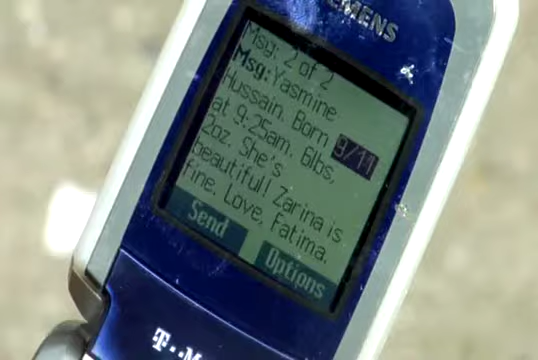 SIEMENS
Msg: 2 of 2
Msg:Yasmine
Hussain. Born 9/11
at 9:25am. 6lbs,
2oz. She's
beautiful! Zarina is
fine. Love, Fatima.
Send Options
T··M